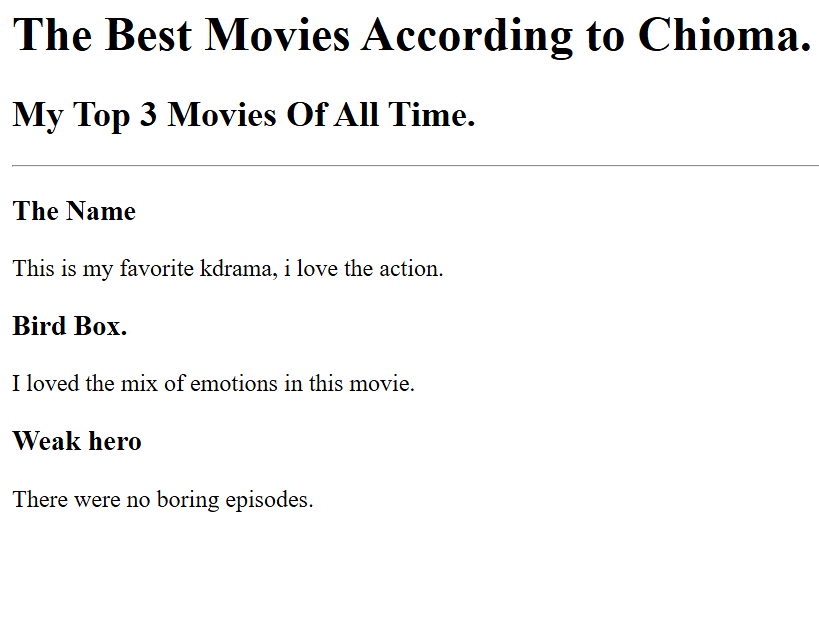 The Best Movies According to Chioma.
My Top 3 Movies Of All Time.
The Name
This is my favorite kdrama, i love the action.
Bird Box.
I loved the mix of emotions in this movie.
Weak hero
There were no boring episodes.